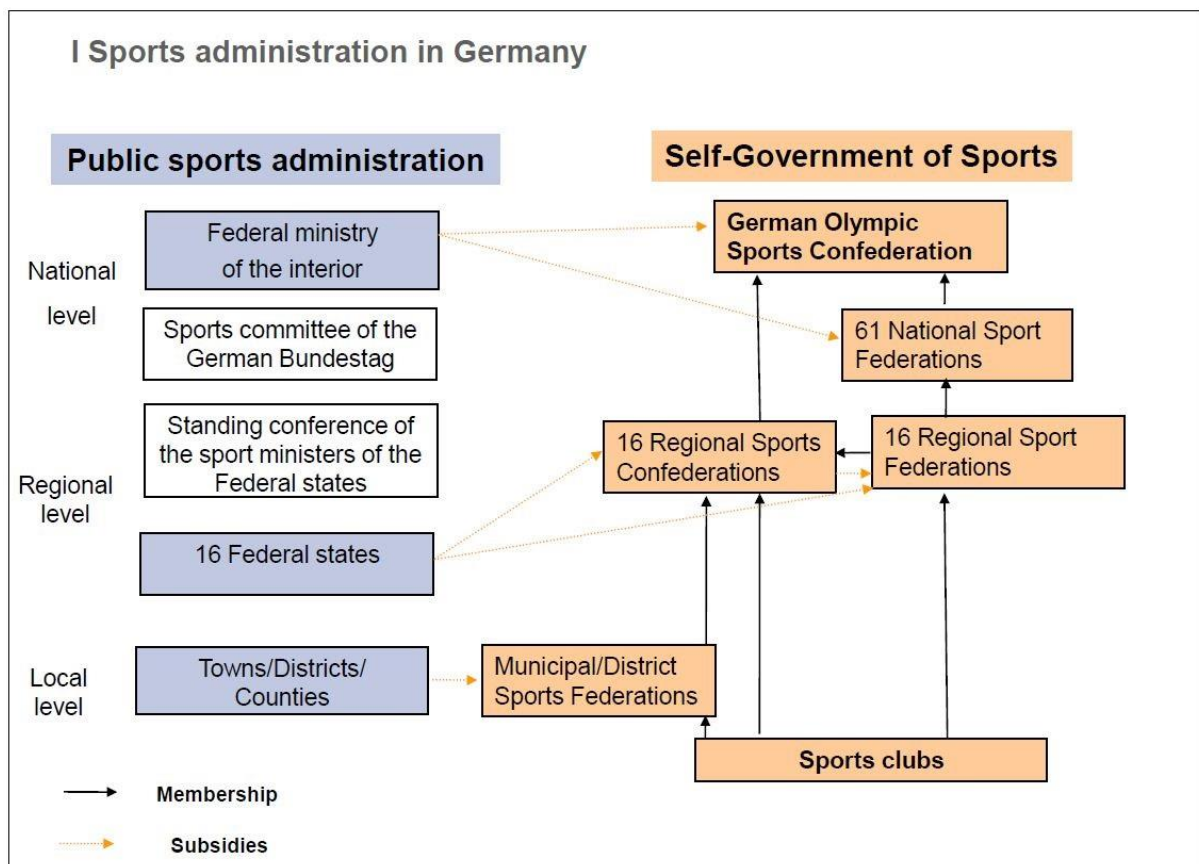 I Sports administration in Germany
Public sports administration
Self-Government of Sports
National
level
Federal ministry
of the interior
German Olympic
Sports Confederation
Sports committee of the
German Bundestag
61 National Sport
Federations
Regional
level
Standing conference of
the sport ministers of the
Federal states
16 Regional Sports
Confederations
16 Regional Sport
Federations
16 Federal states
Local
level
Towns/Districts/
Counties
Municipal/District
Sports Federations
Sports clubs
Membership
Subsidies